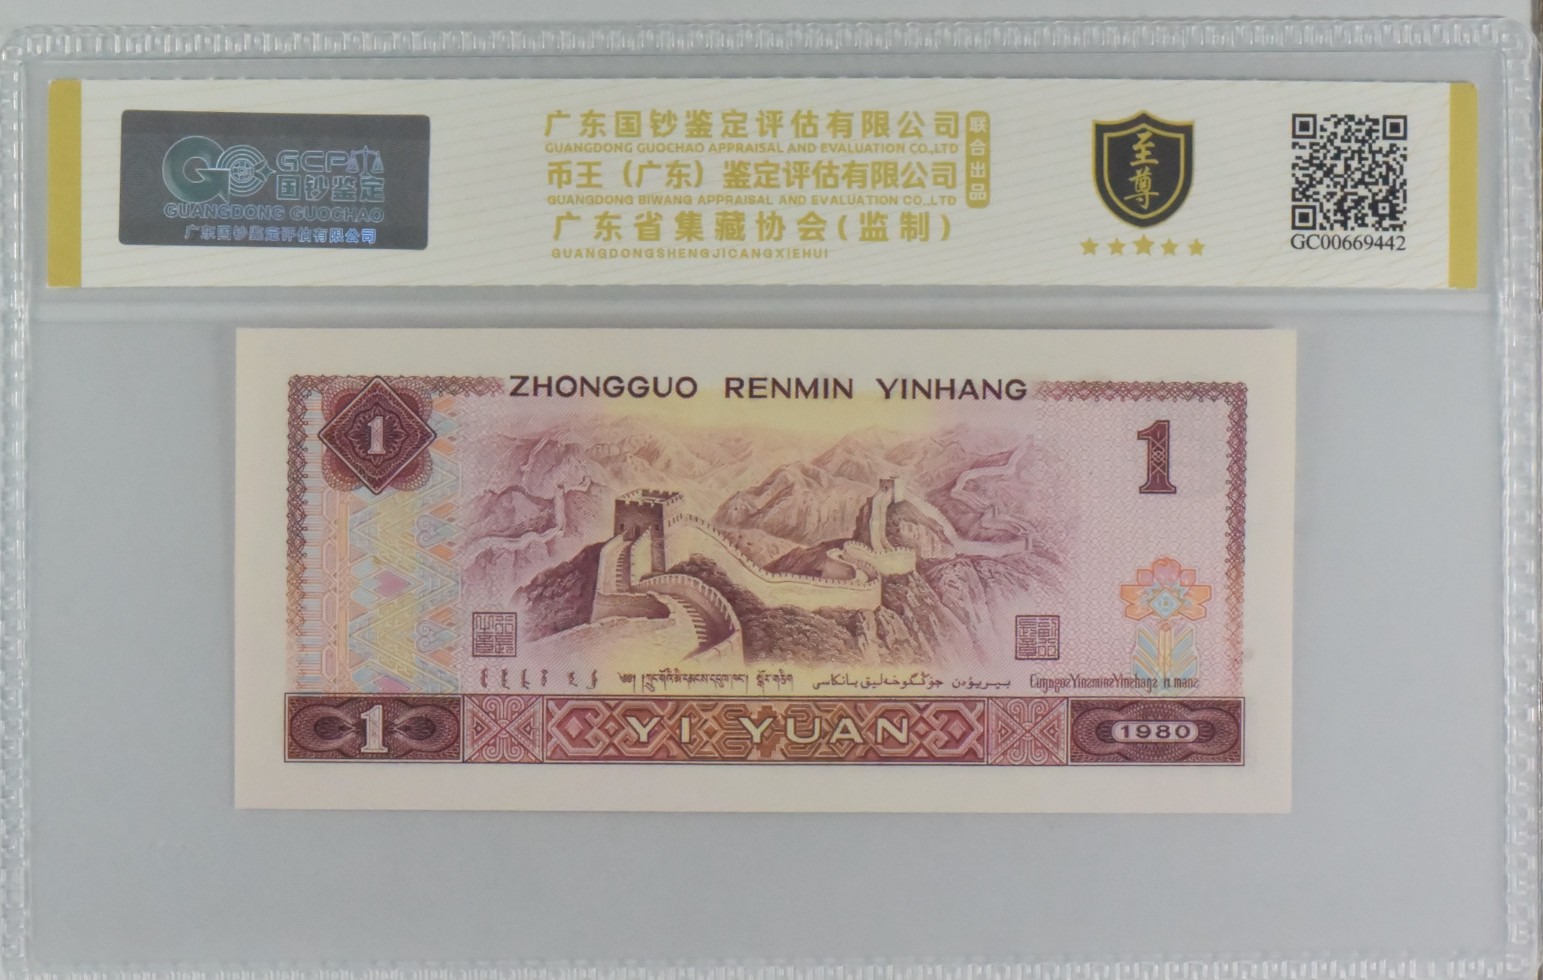 GCP
国钞鉴定
GUANGDONG GUOCHAO
广东国钞鉴定评估有限公司
广东国钞鉴定评估有限公司
GUANGDONG GUOCHAO APPRAISAL AND EVALUATION CO.,LTD
币王（广东）鉴定评估有限公司
GUANGDONG BIWANG APPRAISAL AND EVALUATION CO.,LTD
广东省集藏协会(监制)
GUANGDONGSHENGJICANGXIEHUI
联合出品
至尊
GC00669442
ZHONGGUO RENMIN YINHANG
1
1
بىريۋەن جۇڭگوخەلىق بانكاسى
1
YI YUAN
1980